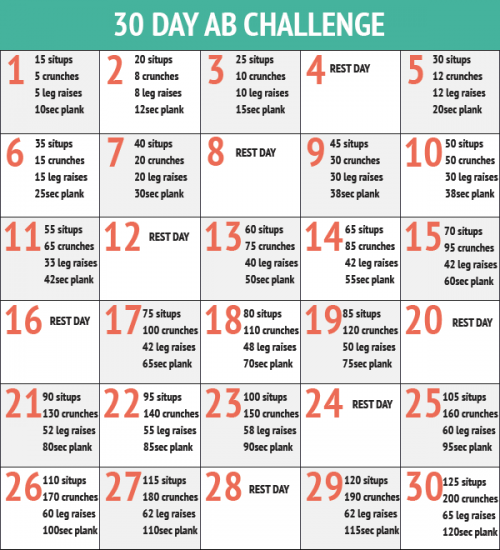 30 DAY AB CHALLENGE
1
15 situps
5 crunches
5 leg raises
10sec plank
2
20 situps
8 crunches
8 leg raises
12sec plank
3
25 situps
10 crunches
10 leg raises
15sec plank
4
REST DAY
5
30 situps
12 crunches
12 leg raises
20sec plank
6
35 situps
15 crunches
15 leg raises
25sec plank
7
40 situps
20 crunches
20 leg raises
30sec plank
8
REST DAY
9
45 situps
30 crunches
30 leg raises
38sec plank
10
50 situps
50 crunches
30 leg raises
38sec plank
11
55 situps
65 crunches
33 leg raises
42sec plank
12
REST DAY
13
60 situps
75 crunches
40 leg raises
50sec plank
14
65 situps
85 crunches
42 leg raises
55sec plank
15
70 situps
95 crunches
42 leg raises
60sec plank
16
REST DAY
17
75 situps
100 crunches
42 leg raises
65sec plank
18
80 situps
110 crunches
48 leg raises
70sec plank
19
85 situps
120 crunches
50 leg raises
75sec plank
20
REST DAY
21
90 situps
130 crunches
52 leg raises
80sec plank
22
95 situps
140 crunches
55 leg raises
85sec plank
23
100 situps
150 crunches
58 leg raises
90sec plank
24
REST DAY
25
105 situps
160 crunches
60 leg raises
95sec plank
26
110 situps
170 crunches
60 leg raises
100sec plank
27
115 situps
180 crunches
62 leg raises
110sec plank
28
REST DAY
29
120 situps
190 crunches
62 leg raises
115sec plank
30
125 situps
200 crunches
65 leg raises
120sec plank